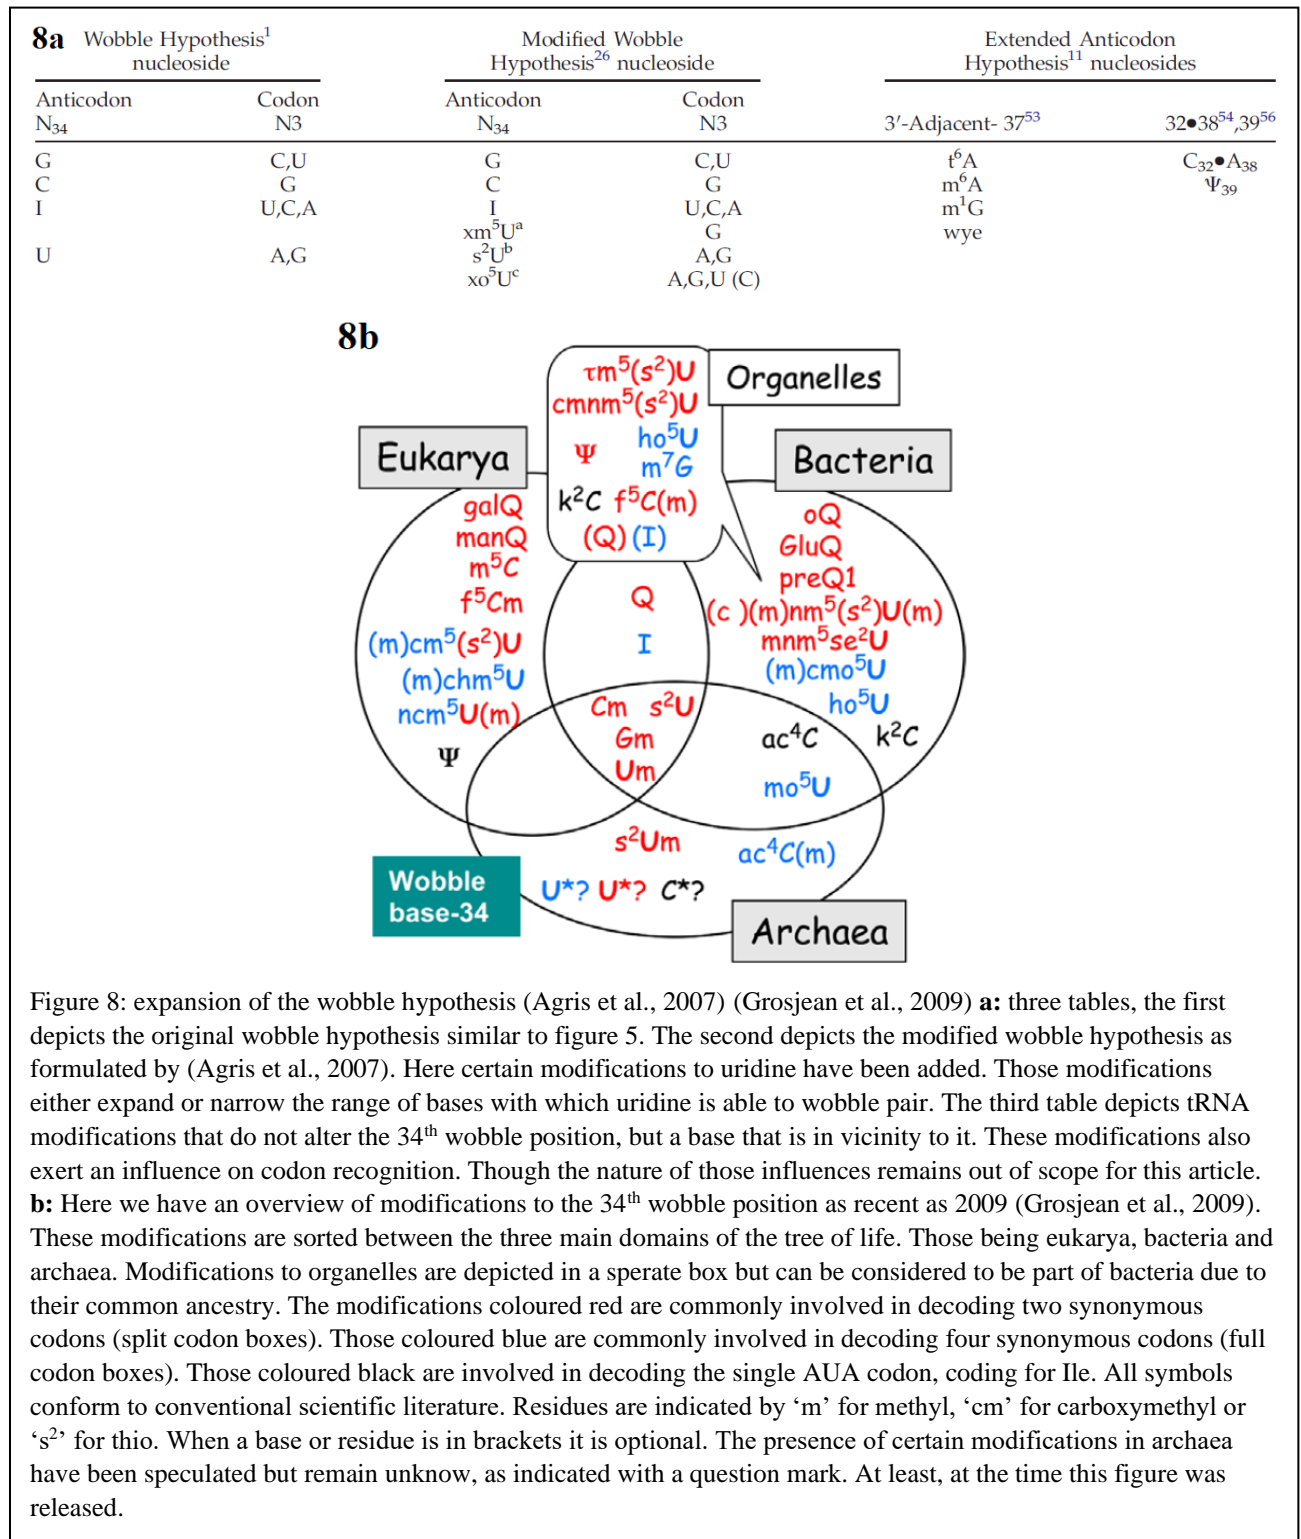 8a Wobble Hypothesis¹ Modified Wobble Extended Anticodon
nucleoside Hypothesis²⁶ nucleoside Hypothesis¹¹ nucleosides
Anticodon Codon Anticodon Codon
N₃₄ N3 N₃₄ N3 3′-Adjacent- 37⁵³ 32●38⁵⁴,39⁵⁶
G C,U G C,U t⁶A C₃₂●A₃₈
C G C G m⁶A Ψ₃₉
I U,C,A I U,C,A m¹G
xm⁵Uᵃ G wye
U A,G s²Uᵇ A,G
xo⁵Uᶜ A,G,U (C)
8b
τm⁵(s²)U
Organelles
cmnm⁵(s²)U
Ψ ho⁵U
m⁷G
k²C f⁵C(m)
(Q) (I)
Eukarya
Bacteria
galQ
manQ
m⁵C
f⁵Cm
(m)cm⁵(s²)U
(m)chm⁵U
ncm⁵U(m)
Ψ
Q
I
oQ
GluQ
preQ1
(c )(m)nm⁵(s²)U(m)
mnm⁵se²U
(m)cmo⁵U
ho⁵U
k²C
Cm s²U
Gm
Um
ac⁴C
mo⁵U
s²Um
ac⁴C(m)
U*? U*? C*?
Wobble
base-34
Archaea
Figure 8: expansion of the wobble hypothesis (Agris et al., 2007) (Grosjean et al., 2009) a: three tables, the first
depicts the original wobble hypothesis similar to figure 5. The second depicts the modified wobble hypothesis as
formulated by (Agris et al., 2007). Here certain modifications to uridine have been added. Those modifications
either expand or narrow the range of bases with which uridine is able to wobble pair. The third table depicts tRNA
modifications that do not alter the 34th wobble position, but a base that is in vicinity to it. These modifications also
exert an influence on codon recognition. Though the nature of those influences remains out of scope for this article.
b: Here we have an overview of modifications to the 34th wobble position as recent as 2009 (Grosjean et al., 2009).
These modifications are sorted between the three main domains of the tree of life. Those being eukarya, bacteria and
archaea. Modifications to organelles are depicted in a sperate box but can be considered to be part of bacteria due to
their common ancestry. The modifications coloured red are commonly involved in decoding two synonymous
codons (split codon boxes). Those coloured blue are commonly involved in decoding four synonymous codons (full
codon boxes). Those coloured black are involved in decoding the single AUA codon, coding for Ile. All symbols
conform to conventional scientific literature. Residues are indicated by ‘m’ for methyl, ‘cm’ for carboxymethyl or
‘s²’ for thio. When a base or residue is in brackets it is optional. The presence of certain modifications in archaea
have been speculated but remain unknow, as indicated with a question mark. At least, at the time this figure was
released.